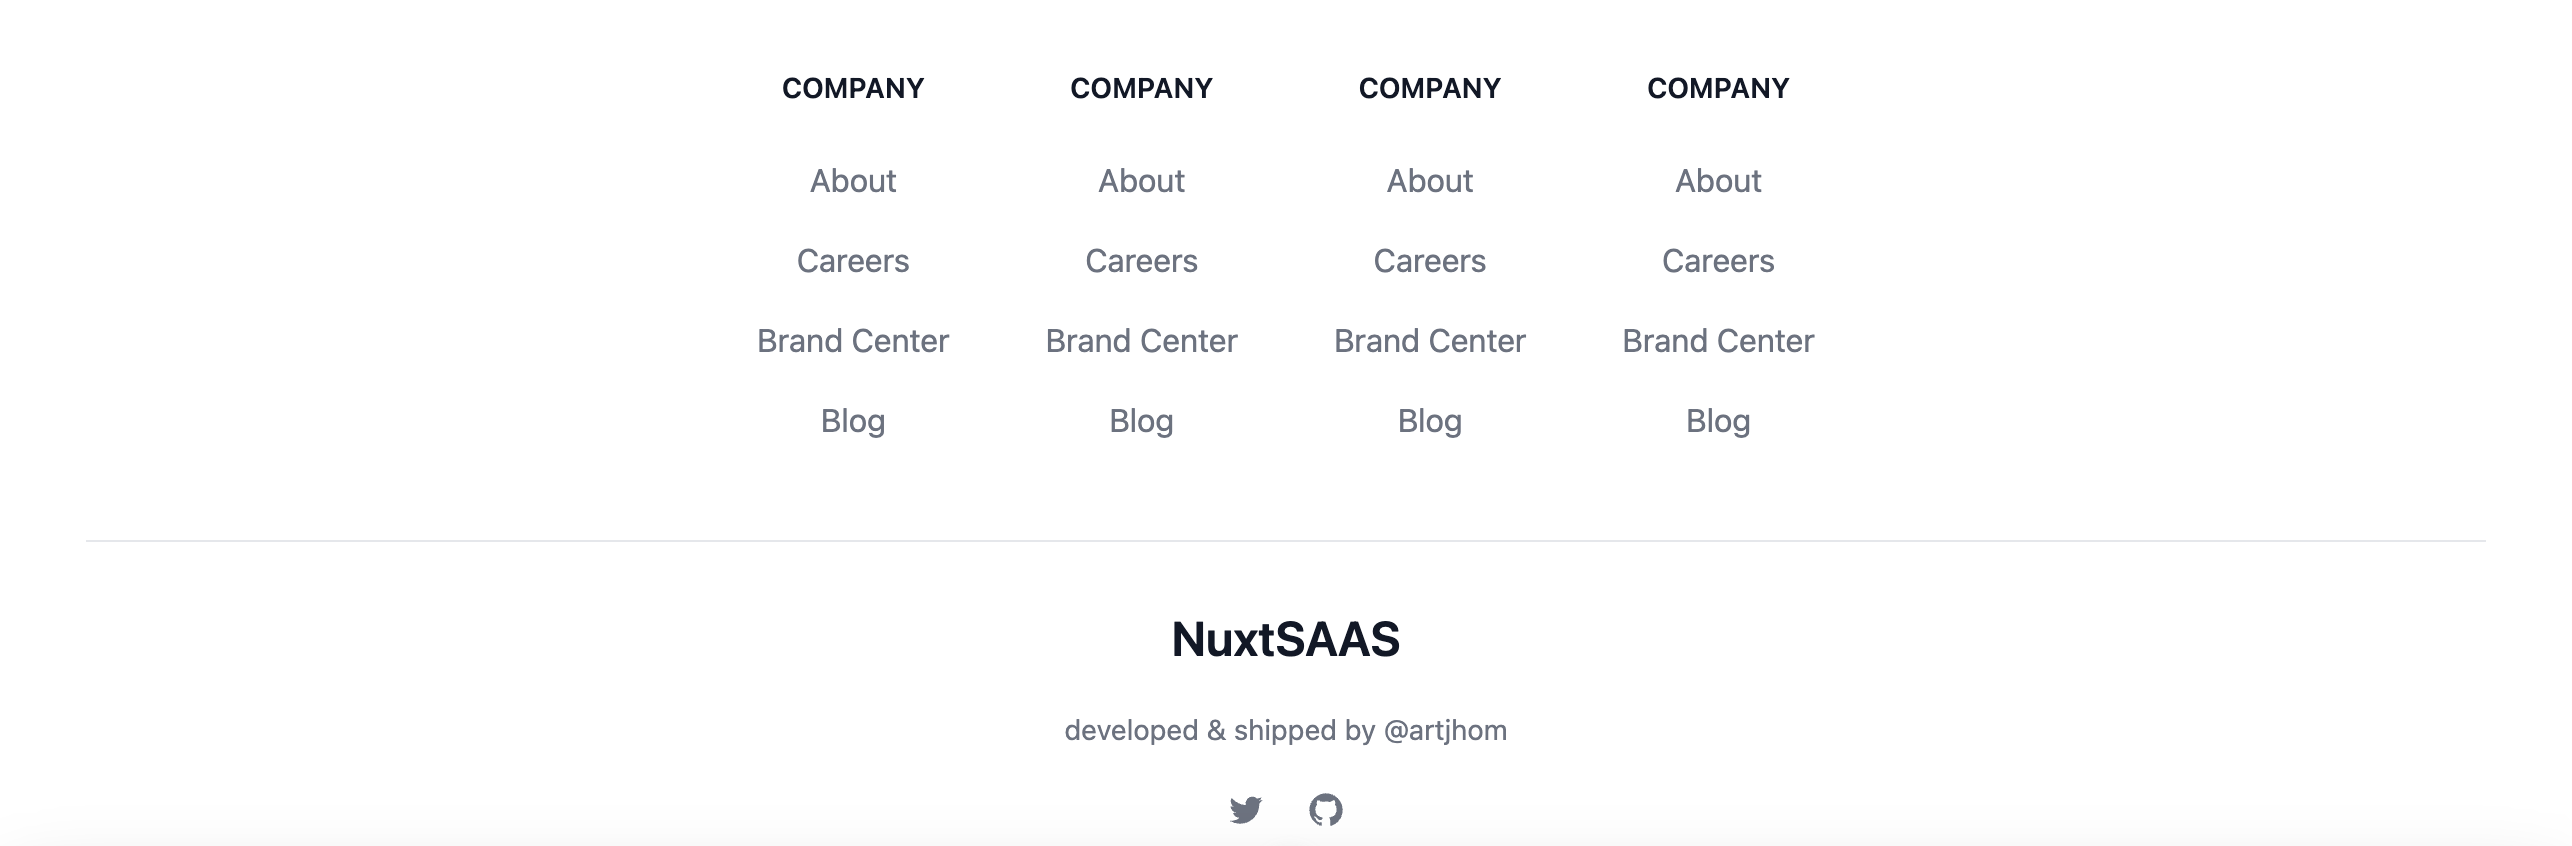 COMPANY COMPANY COMPANY COMPANY
About About About About
Careers Careers Careers Careers
Brand Center Brand Center Brand Center Brand Center
Blog Blog Blog Blog
NuxtSAAS
developed & shipped by @artjhom